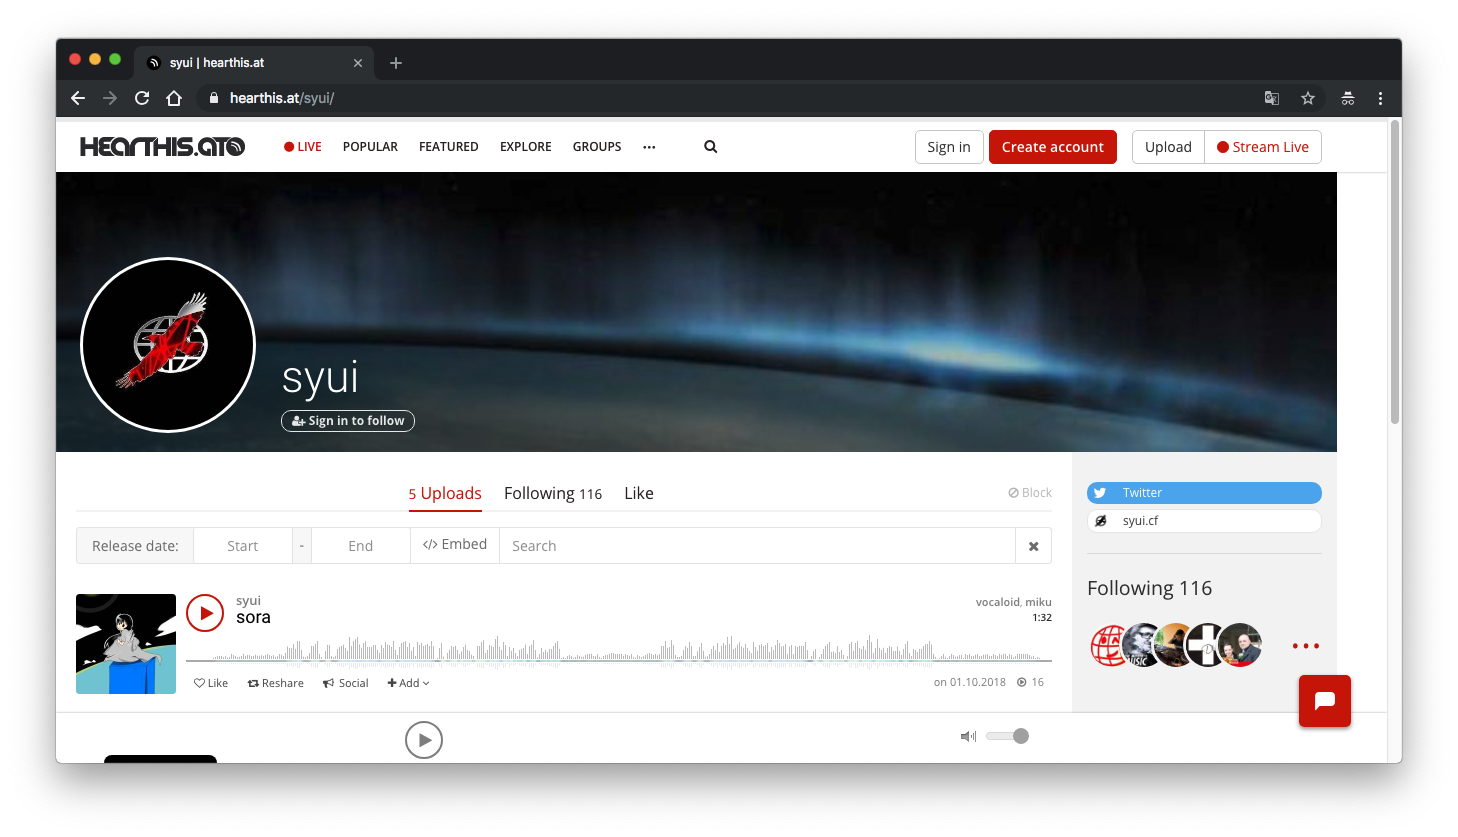 syui | hearthis.at
hearthis.at/syui/
HEARTHIS.AT
LIVE POPULAR FEATURED EXPLORE GROUPS ...
Sign in Create account Upload Stream Live
syui
Sign in to follow
5 Uploads Following 116 Like
Block
Release date: Start - End </> Embed Search
syui
sora
vocaloid, miku
1:32
Like Reshare Social + Add
on 01.10.2018 16
Twitter
syui.cf
Following 116